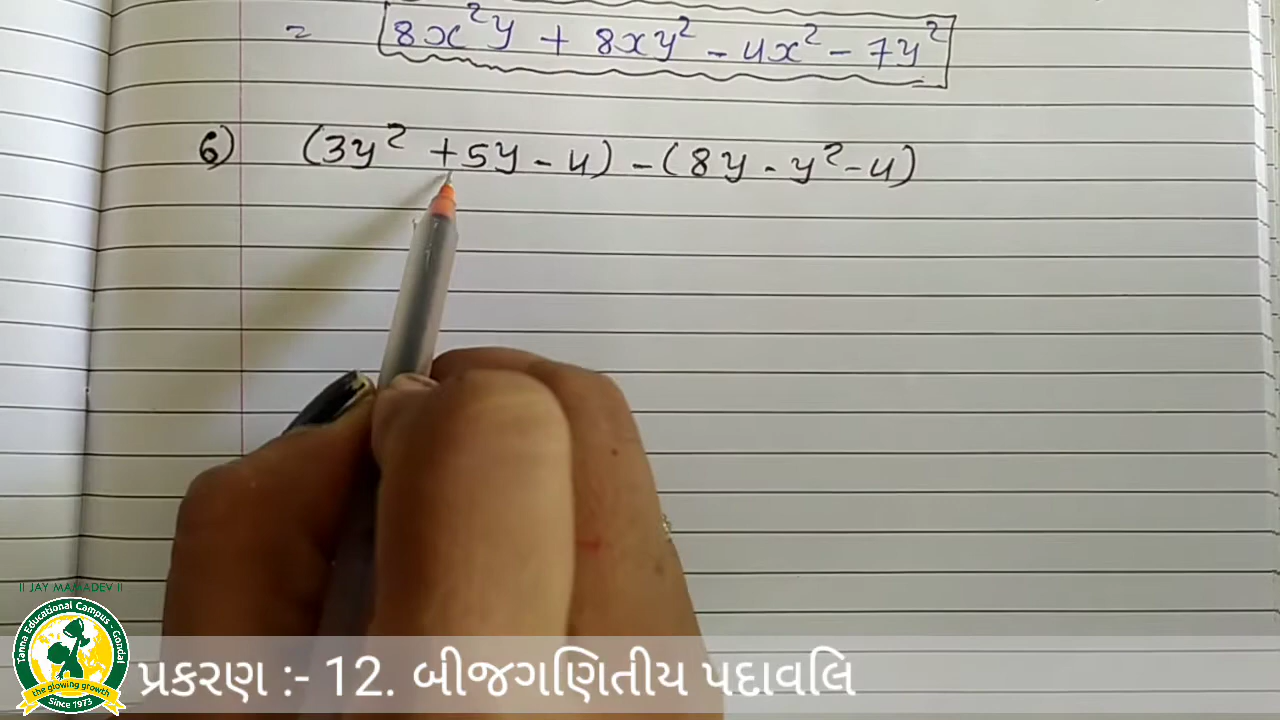 = 8x²y + 8xy² - 4x² - 7y²
6) (3y² + 5y - 4) - (8y - y² - 4)
॥ JAY MAMADEV ॥
Tanna Educational Campus - Gondal
the glowing growth
Since 1973
પ્રકરણ :- 12. બીજગણિતીય પદાવલિ